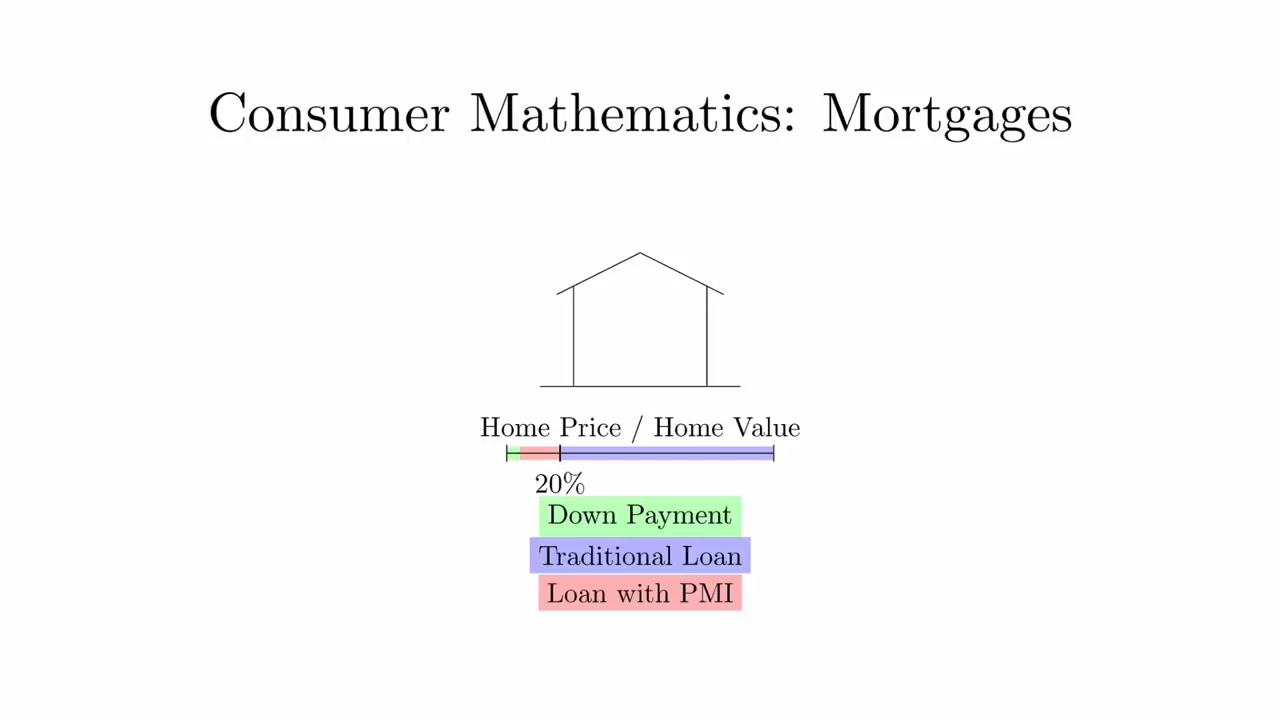 Consumer Mathematics: Mortgages
Home Price / Home Value
20%
Down Payment
Traditional Loan
Loan with PMI